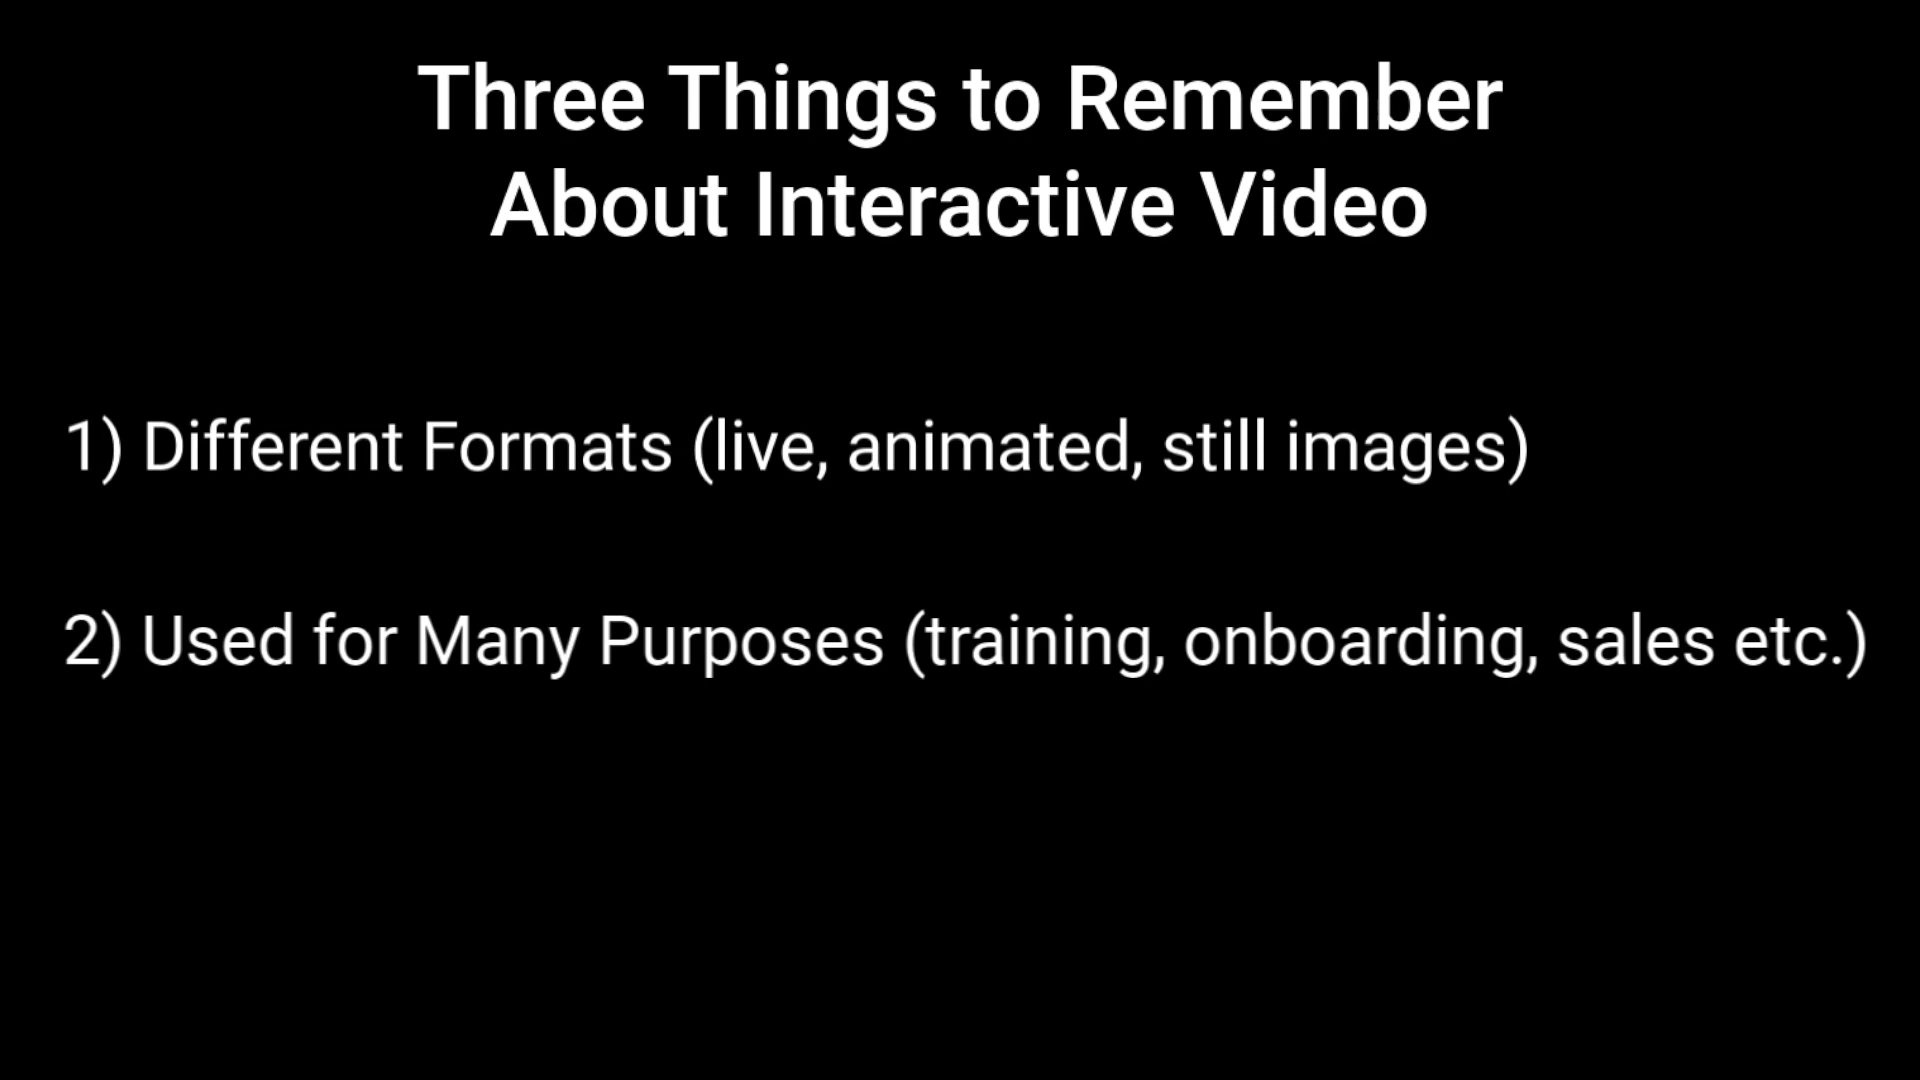 Three Things to Remember
About Interactive Video
1) Different Formats (live, animated, still images)
2) Used for Many Purposes (training, onboarding, sales etc.)